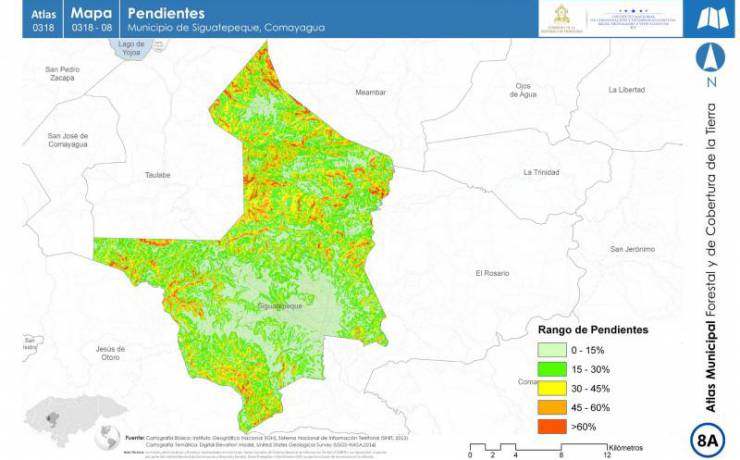 Atlas
0318
Mapa
0318 - 08
Pendientes
Municipio de Siguatepeque, Comayagua
Lago de
Yojoa
San Pedro
Zacapa
Meambar
Ojos
de Agua
La Libertad
San José de
Comayagua
Taulabe
La Trinidad
San Jerónimo
El Rosario
Siguatepeque
San
Isidro
Jesús de
Otoro
Rango de Pendientes
0 - 15%
15 - 30%
30 - 45%
45 - 60%
>60%
0 2 4 8 12
Kilómetros
N
Atlas Municipal Forestal y de Cobertura de la Tierra
8A
Fuente: Cartografía Básica: Instituto Geográfico Nacional (IGN), Sistema Nacional de Información Territorial (SINIT, 2013)
Cartografía Temática: Digital Elevation Model, United States Geological Survey (USGS-NASA,2014)